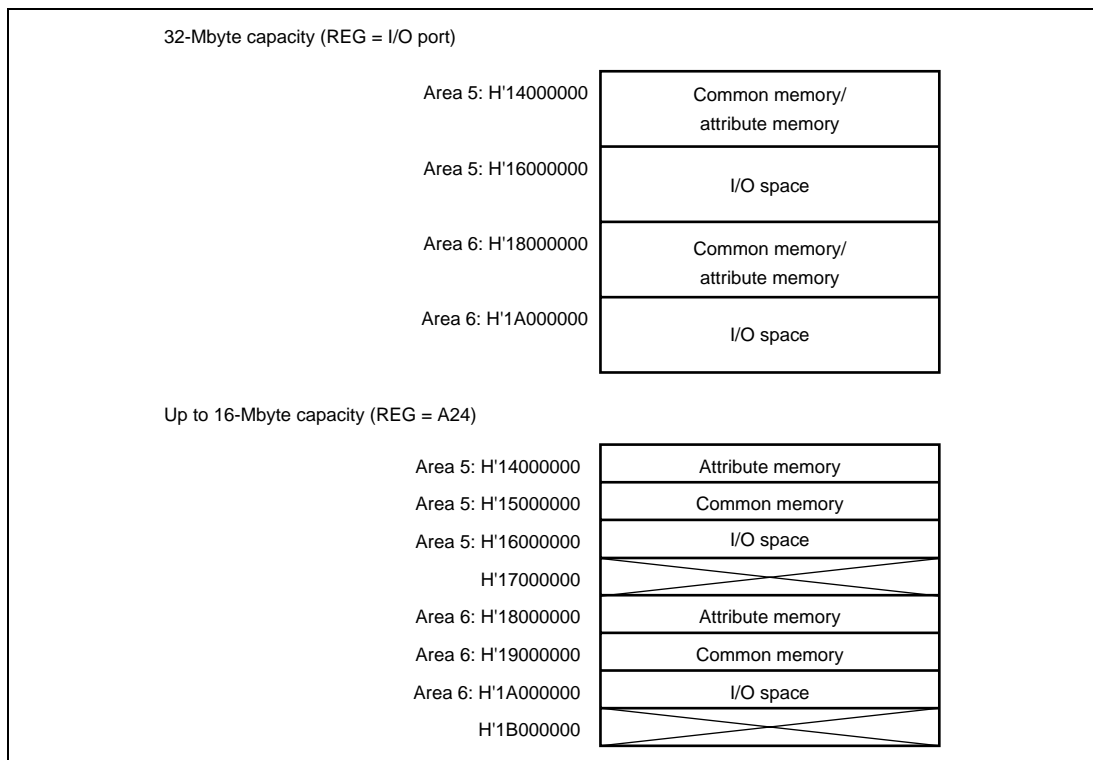 32-Mbyte capacity (REG = I/O port)
Area 5: H'14000000
Common memory/
attribute memory
Area 5: H'16000000
I/O space
Area 6: H'18000000
Common memory/
attribute memory
Area 6: H'1A000000
I/O space
Up to 16-Mbyte capacity (REG = A24)
Area 5: H'14000000
Attribute memory
Area 5: H'15000000
Common memory
Area 5: H'16000000
I/O space
H'17000000
Area 6: H'18000000
Attribute memory
Area 6: H'19000000
Common memory
Area 6: H'1A000000
I/O space
H'1B000000